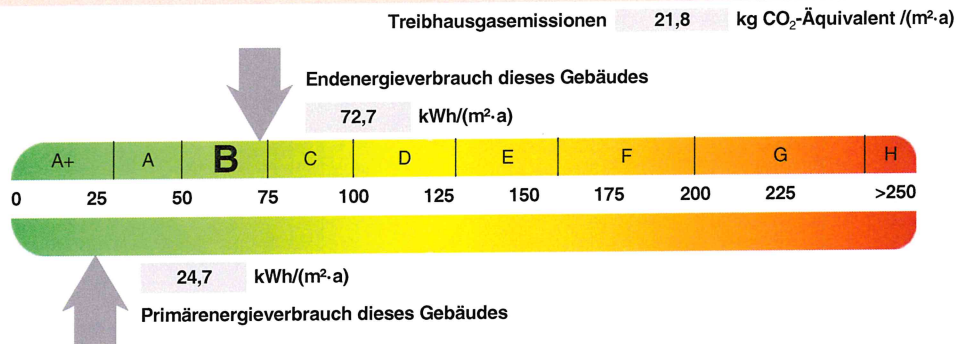 Treibhausgasemissionen 21,8 kg CO₂-Äquivalent /(m²·a)
Endenergieverbrauch dieses Gebäudes
72,7 kWh/(m²·a)
A+ A B C D E F G H
0 25 50 75 100 125 150 175 200 225 >250
24,7 kWh/(m²·a)
Primärenergieverbrauch dieses Gebäudes